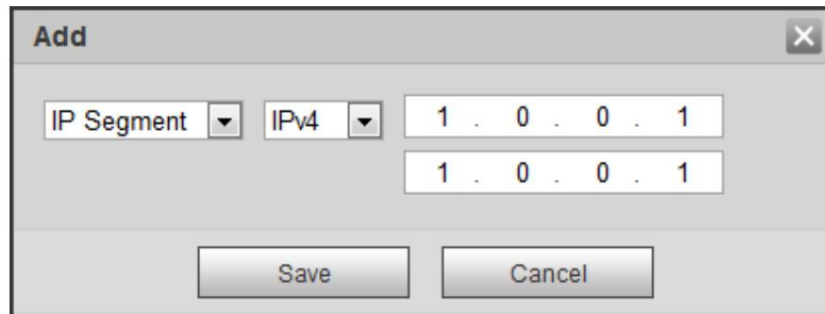 Add
IP Segment IPv4 1 . 0 . 0 . 1
1 . 0 . 0 . 1
Save Cancel